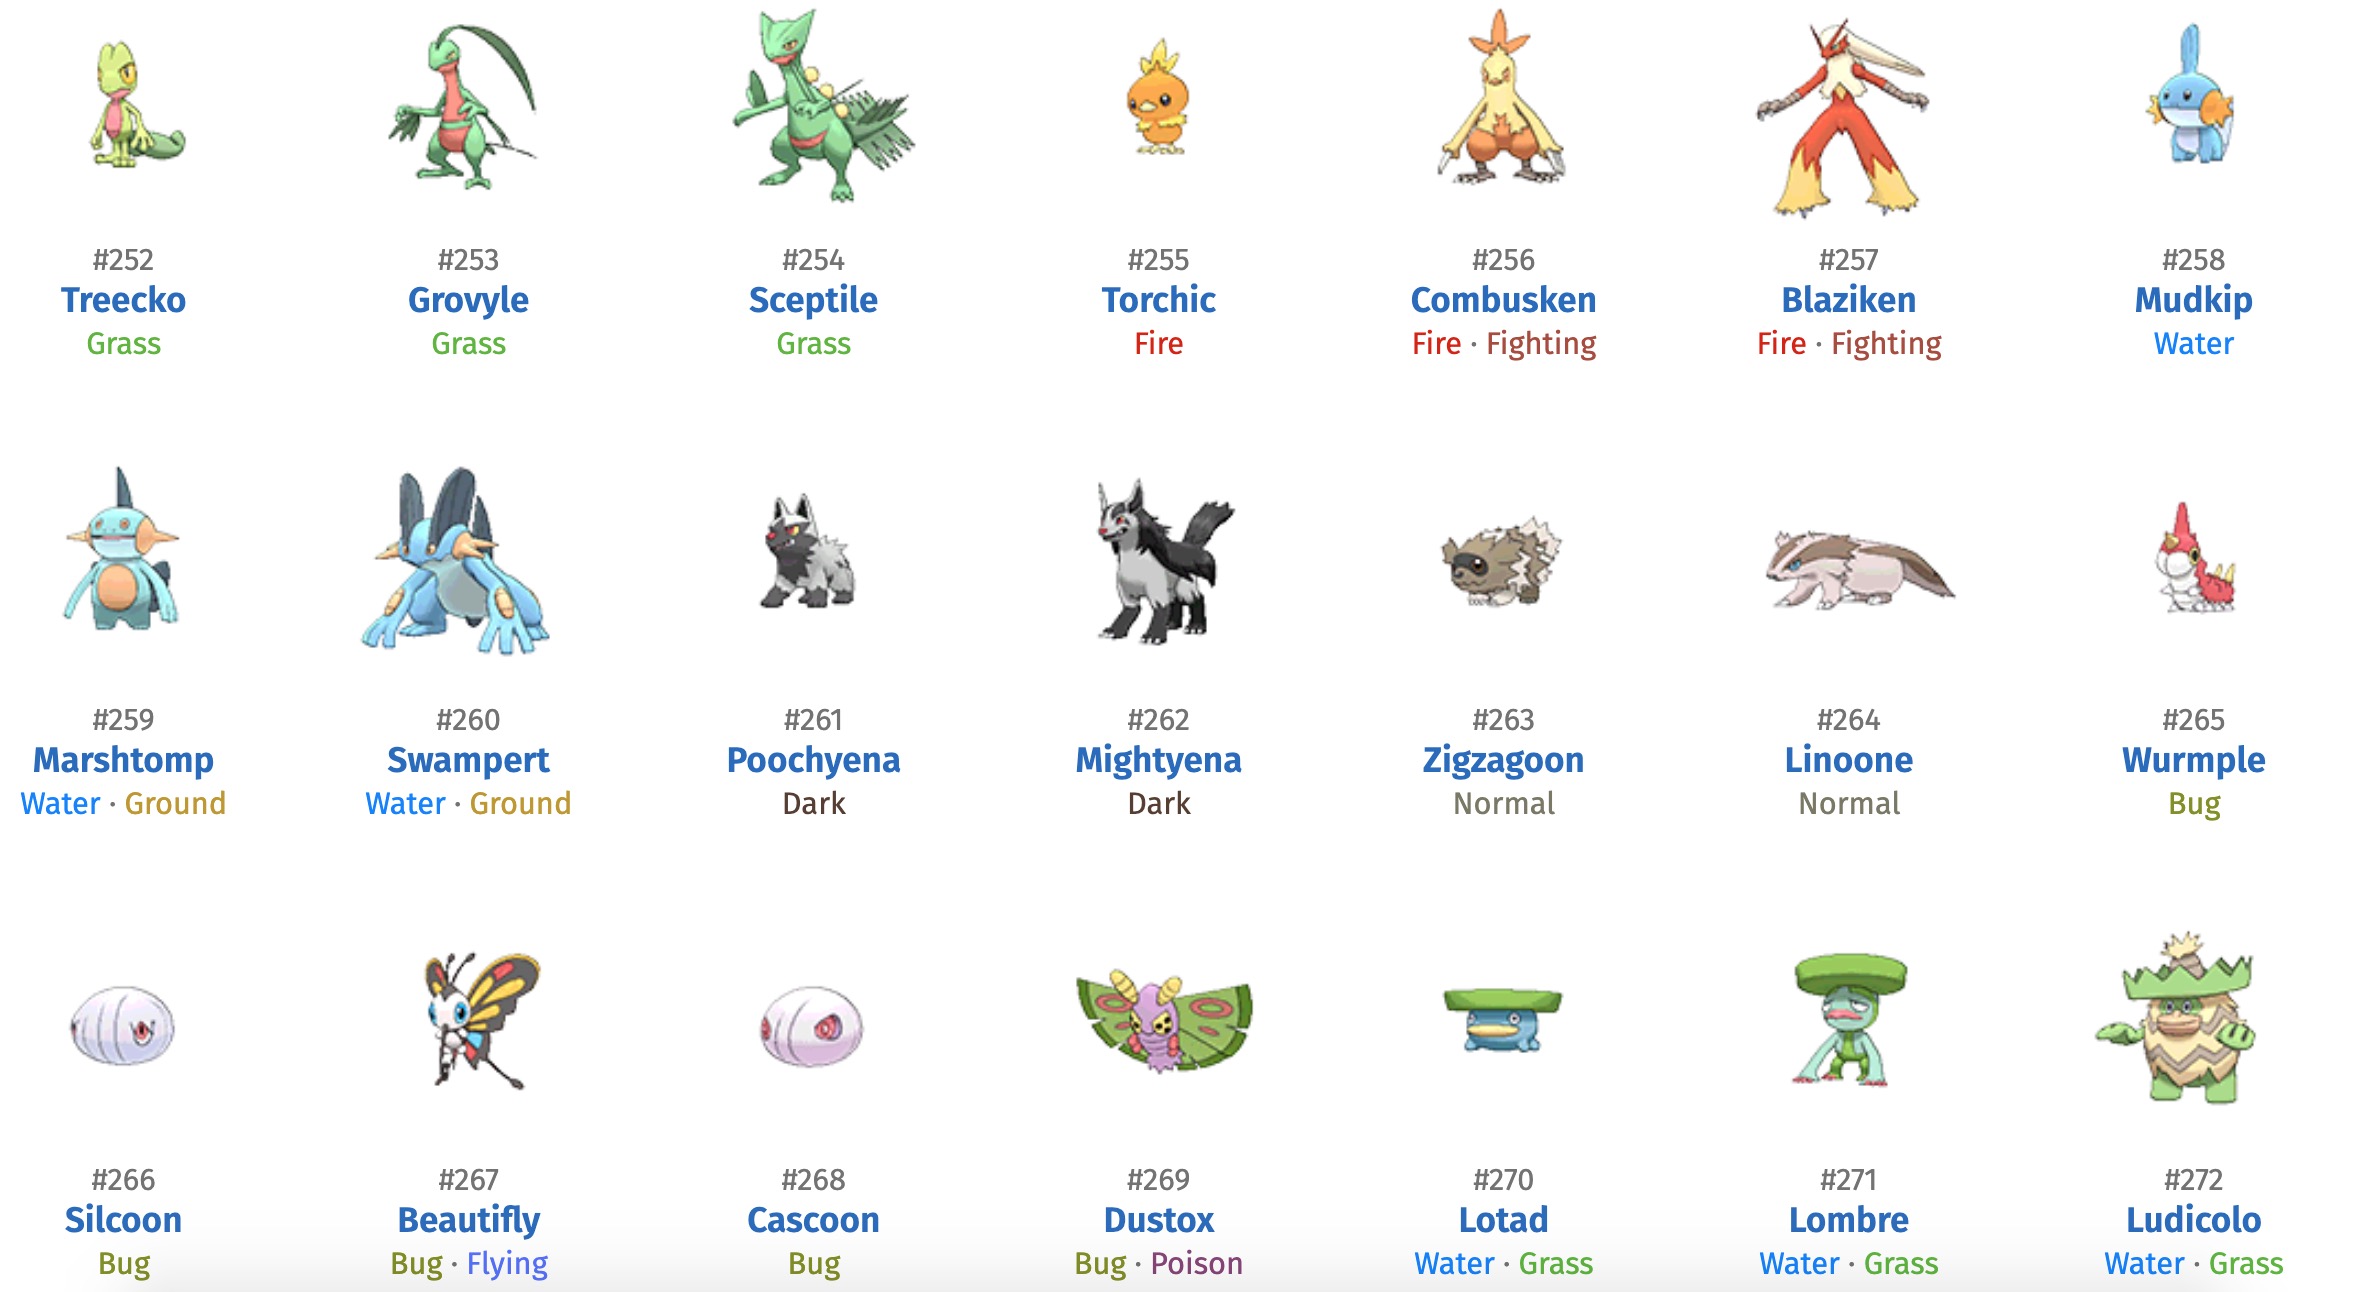 #252 #253 #254 #255 #256 #257 #258
Treecko Grovyle Sceptile Torchic Combusken Blaziken Mudkip
Grass Grass Grass Fire Fire · Fighting Fire · Fighting Water
#259 #260 #261 #262 #263 #264 #265
Marshtomp Swampert Poochyena Mightyena Zigzagoon Linoone Wurmple
Water · Ground Water · Ground Dark Dark Normal Normal Bug
#266 #267 #268 #269 #270 #271 #272
Silcoon Beautifly Cascoon Dustox Lotad Lombre Ludicolo
Bug Bug · Flying Bug Bug · Poison Water · Grass Water · Grass Water · Grass